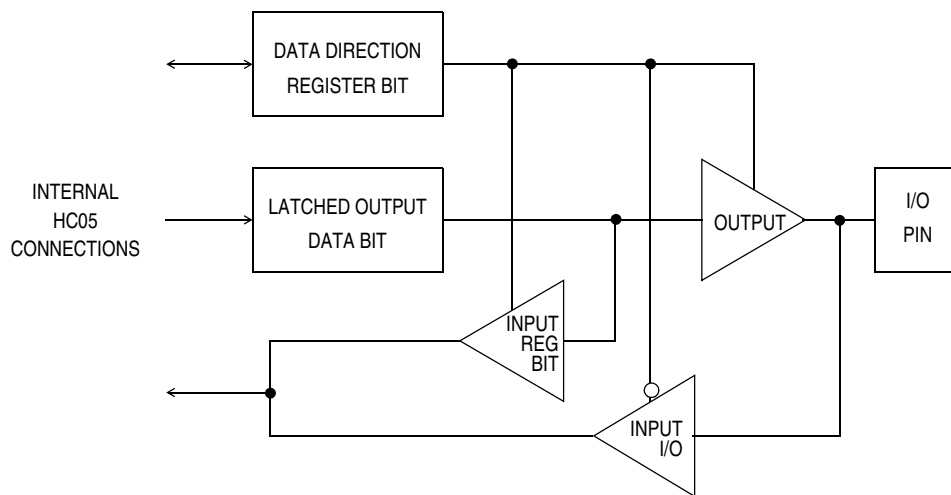 DATA DIRECTION
REGISTER BIT
INTERNAL
HC05
CONNECTIONS
LATCHED OUTPUT
DATA BIT
OUTPUT
I/O
PIN
INPUT
REG
BIT
INPUT
I/O